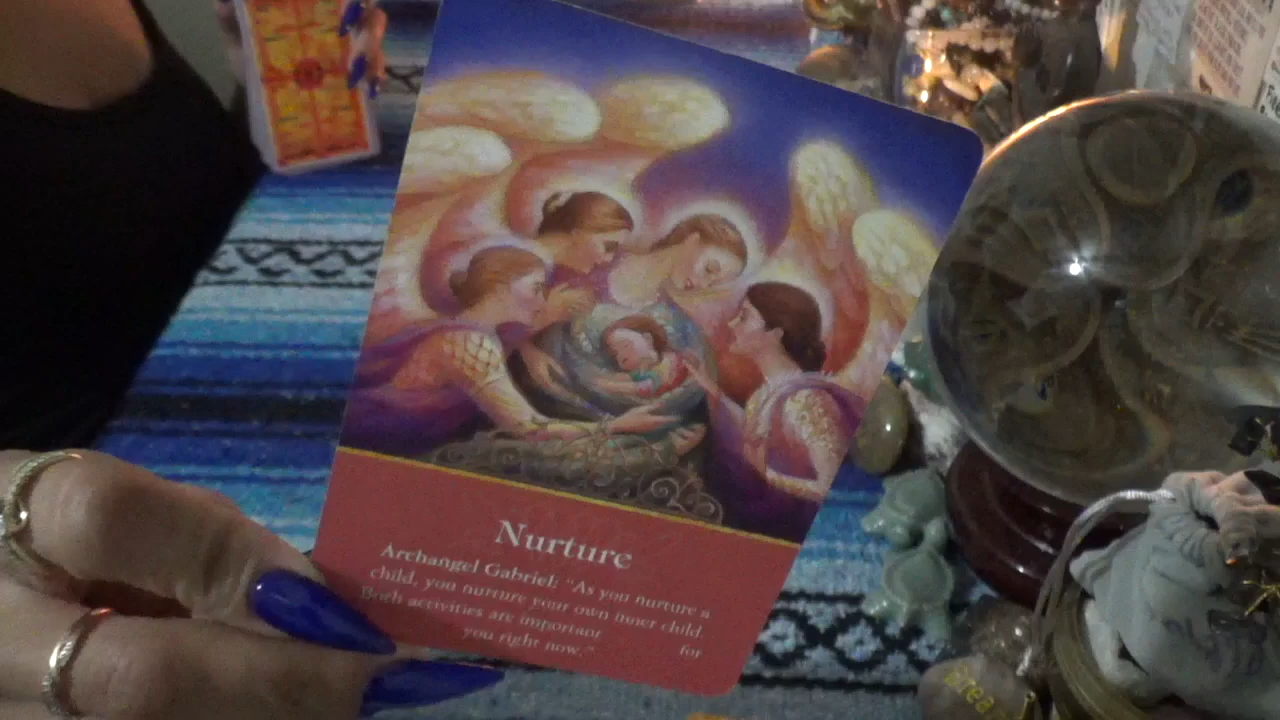 Nurture
Archangel Gabriel: "As you nurture a
child, you nurture your own inner child.
Both activities are important for
you right now."